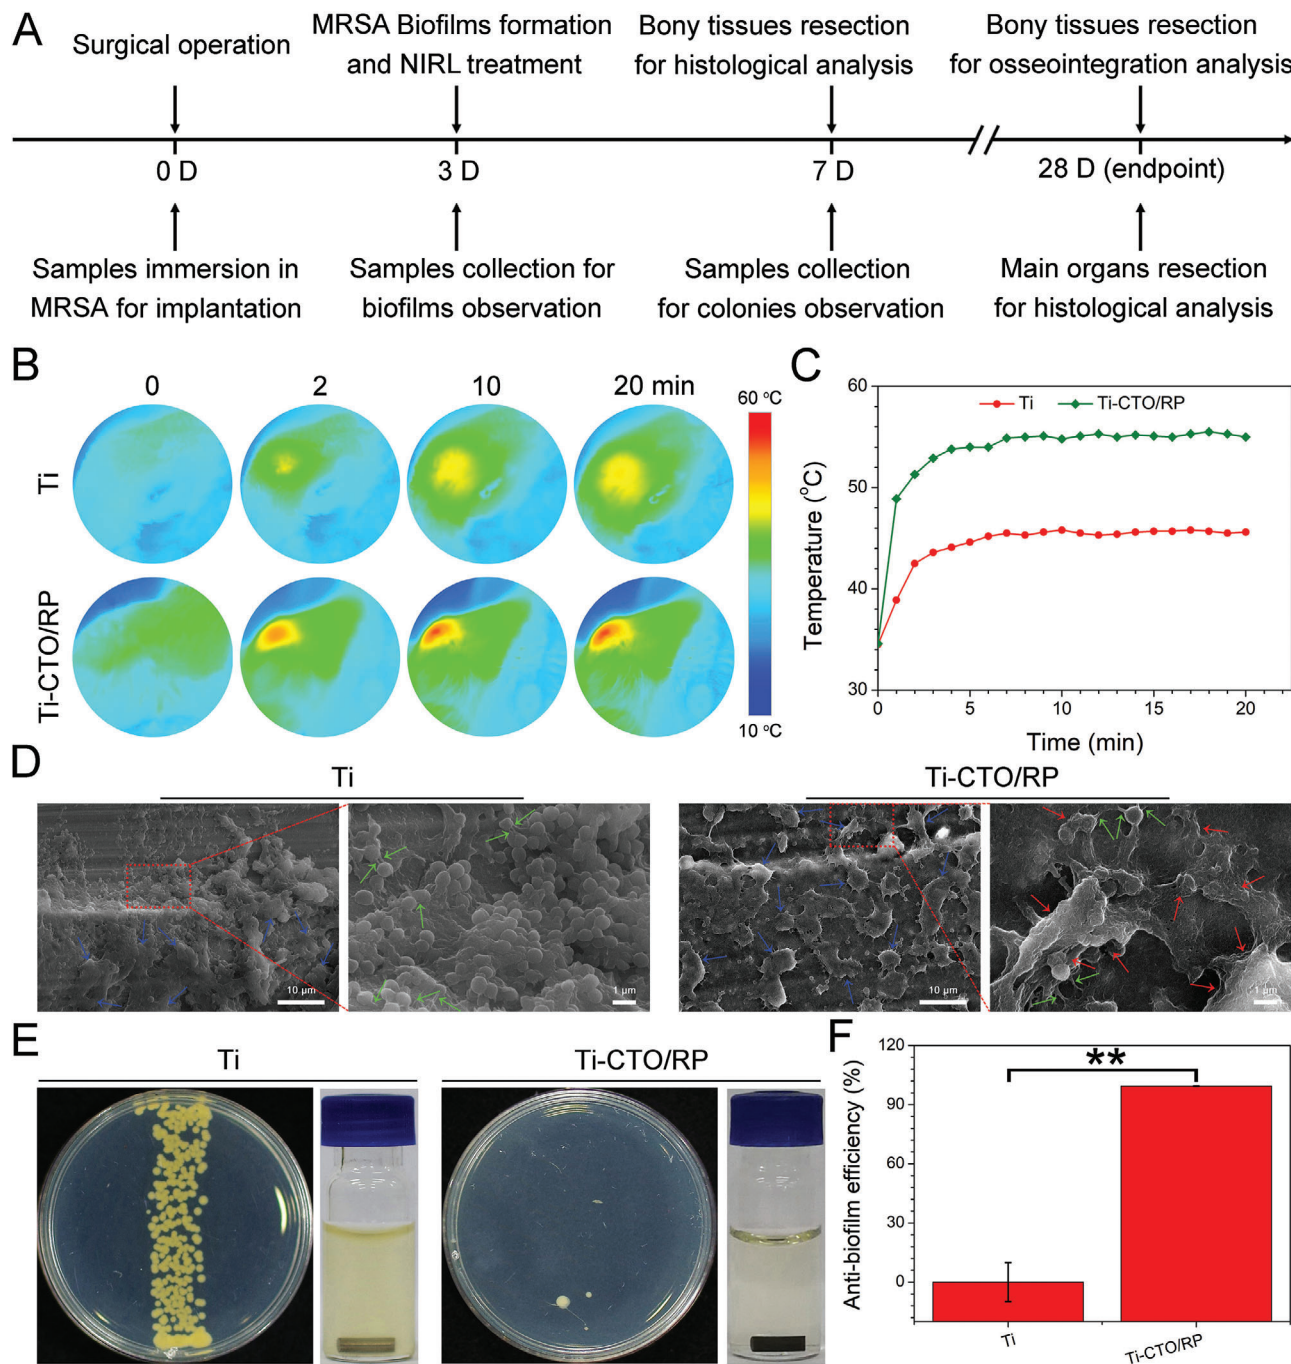 A
Surgical operation
MRSA Biofilms formation
and NIRL treatment
Bony tissues resection
for histological analysis
Bony tissues resection
for osseointegration analysis
0 D
3 D
7 D
28 D (endpoint)
Samples immersion in
MRSA for implantation
Samples collection for
biofilms observation
Samples collection
for colonies observation
Main organs resection
for histological analysis
B
0
2
10
20 min
Ti
Ti-CTO/RP
60 °C
10 °C
C
Ti
Ti-CTO/RP
Temperature (°C)
60
50
40
30
0
5
10
15
20
Time (min)
D
Ti
Ti-CTO/RP
10 µm
1 µm
10 µm
1 µm
E
Ti
Ti-CTO/RP
F
**
Anti-biofilm efficiency (%)
120
90
60
30
0
Ti
Ti-CTO/RP